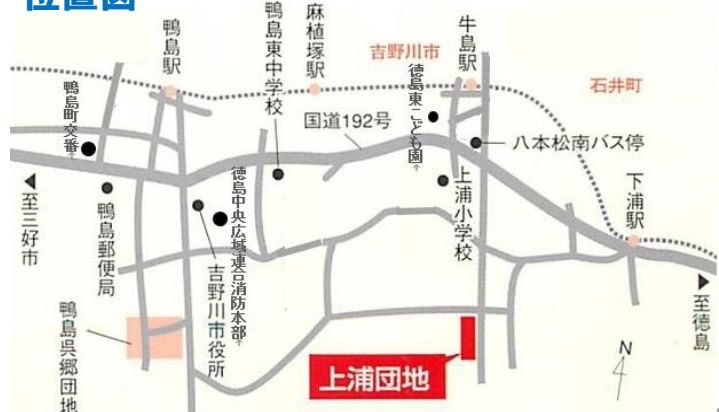 位置図
鴨島駅
鴨島東中学校
麻植塚駅
吉野川市
牛島駅
石井町
鴨島町交番
徳島東こども園
国道192号
八本松南バス停
至三好市
鴨島郵便局
吉野川市役所
徳島中央広域連合消防本部
上浦小学校
下浦駅
至徳島
鴨島呉郷団地
上浦団地
N